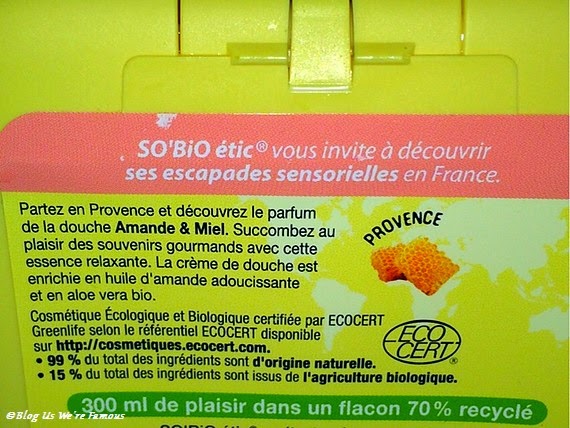 SO'BiO étic® vous invite à découvrir
ses escapades sensorielles en France.
Partez en Provence et découvrez le parfum
de la douche Amande & Miel. Succombez au
plaisir des souvenirs gourmands avec cette
essence relaxante. La crème de douche est
enrichie en huile d'amande adoucissante
et en aloe vera bio.
PROVENCE
Cosmétique Écologique et Biologique certifiée par ECOCERT
Greenlife selon le référentiel ECOCERT disponible
sur http://cosmetiques.ecocert.com.
• 99 % du total des ingrédients sont d'origine naturelle.
• 15 % du total des ingrédients sont issus de l'agriculture biologique.
ECO
CERT®
300 ml de plaisir dans un flacon 70% recyclé
©Blog Us We're Famous